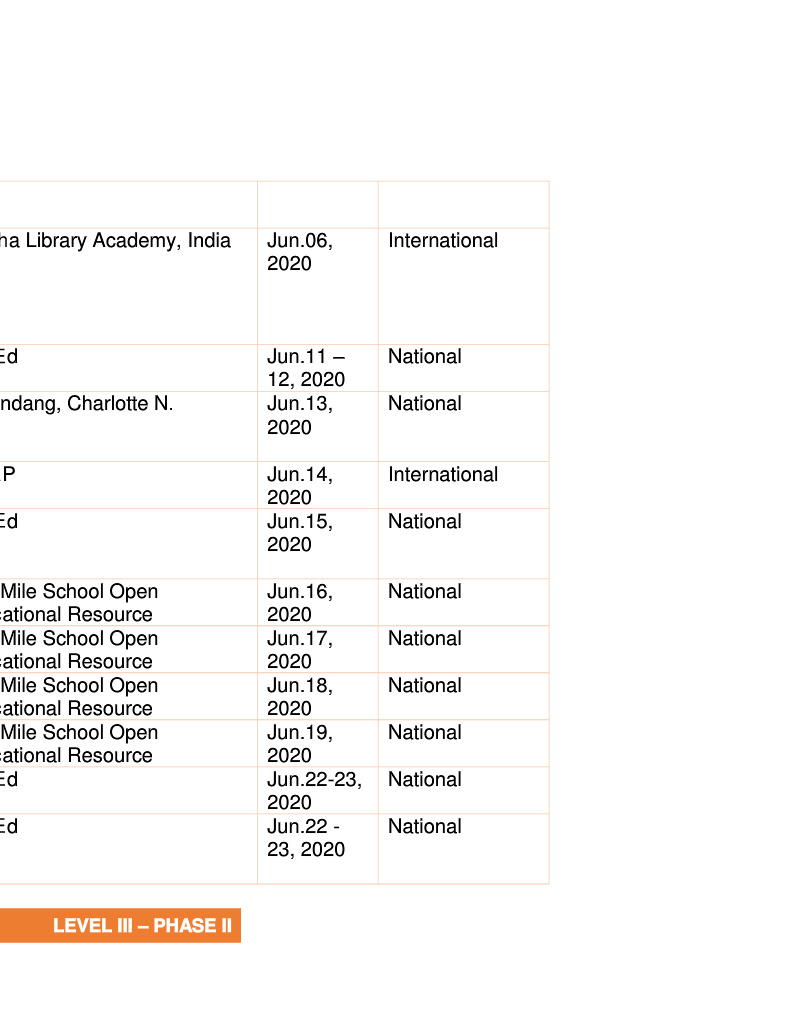 ha Library Academy, India Jun.06, International
2020
Ed Jun.11 – National
12, 2020
ndang, Charlotte N. Jun.13, National
2020
P Jun.14, International
2020
Ed Jun.15, National
2020
Mile School Open Jun.16, National
cational Resource 2020
Mile School Open Jun.17, National
cational Resource 2020
Mile School Open Jun.18, National
cational Resource 2020
Mile School Open Jun.19, National
cational Resource 2020
Ed Jun.22-23, National
2020
Ed Jun.22 - National
23, 2020
LEVEL III – PHASE II